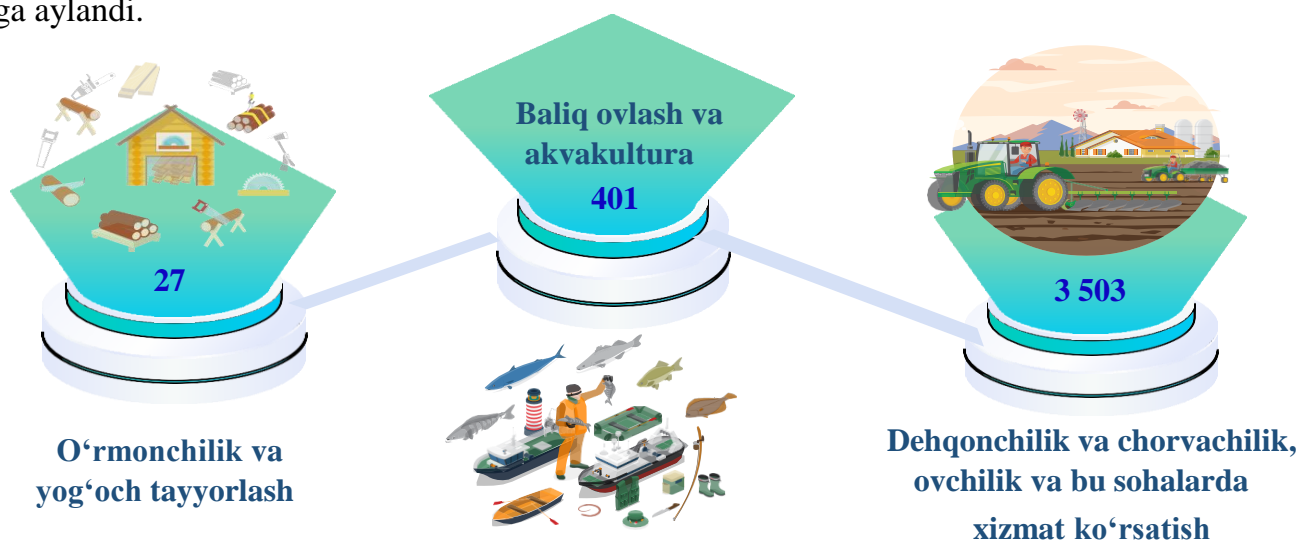 ga aylandi.
Baliq ovlash va
akvakultura
401
27
3 503
O‘rmonchilik va
yog‘och tayyorlash
Dehqonchilik va chorvachilik,
ovchilik va bu sohalarda
xizmat ko‘rsatish